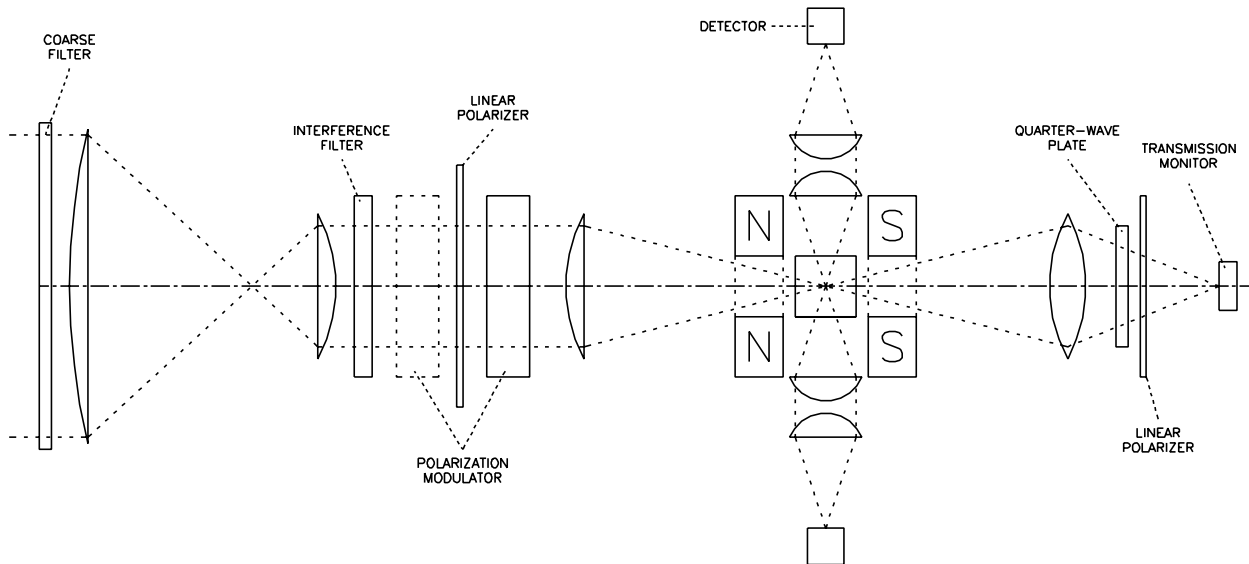 COARSE
FILTER
INTERFERENCE
FILTER
LINEAR
POLARIZER
POLARIZATION
MODULATOR
DETECTOR
N
S
N
S
QUARTER-WAVE
PLATE
TRANSMISSION
MONITOR
LINEAR
POLARIZER